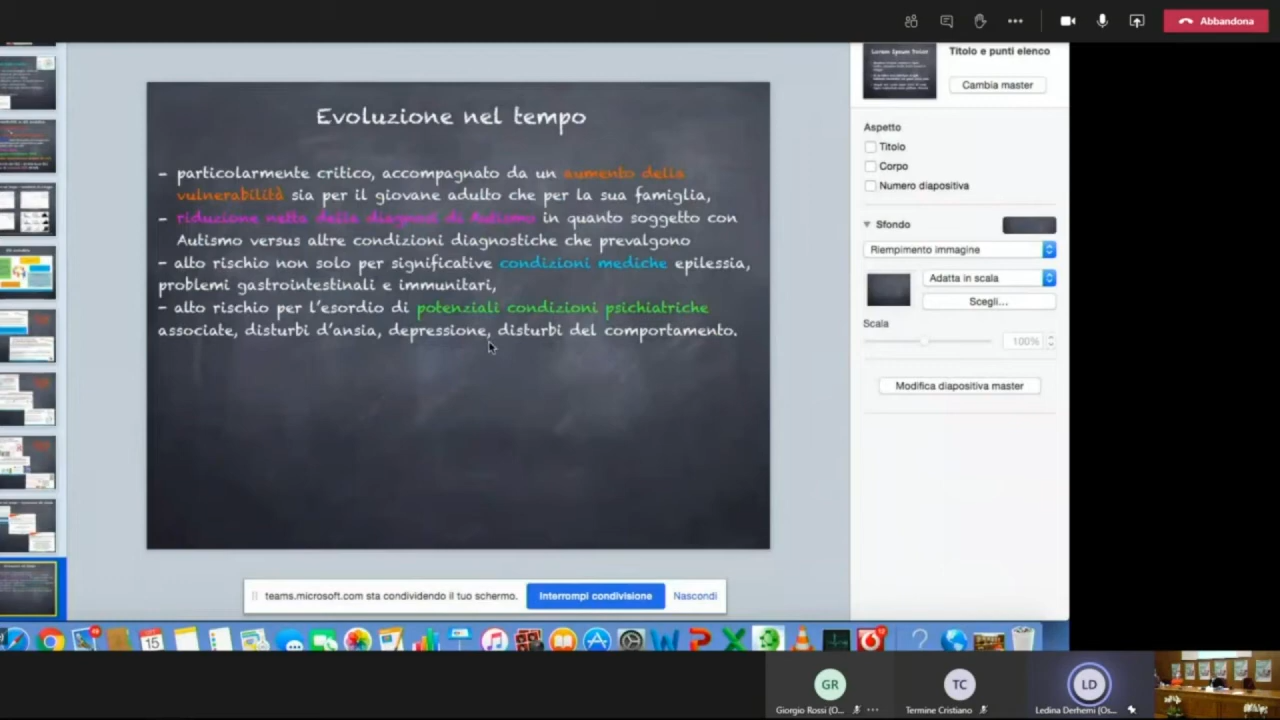 Abbandona
Lorem Ipsum Dolor
Titolo e punti elenco
Cambia master
Evoluzione nel tempo
Aspetto
Titolo
Corpo
Numero diapositiva
- particolarmente critico, accompagnato da un aumento della
vulnerabilità sia per il giovane adulto che per la sua famiglia,
- riduzione netta della diagnosi di Autismo in quanto soggetto con
Autismo versus altre condizioni diagnostiche che prevalgono
- alto rischio non solo per significative condizioni mediche epilessia,
problemi gastrointestinali e immunitari,
- alto rischio per l'esordio di potenziali condizioni psichiatriche
associate, disturbi d'ansia, depressione, disturbi del comportamento.
Sfondo
Riempimento immagine
Adatta in scala
Scegli...
Scala
100%
Modifica diapositiva master
teams.microsoft.com sta condividendo il tuo schermo.
Interrompi condivisione
Nascondi
15
GR
TC
LD
Giorgio Rossi (O...
Termine Cristiano
Ledina Derhemi (Os...